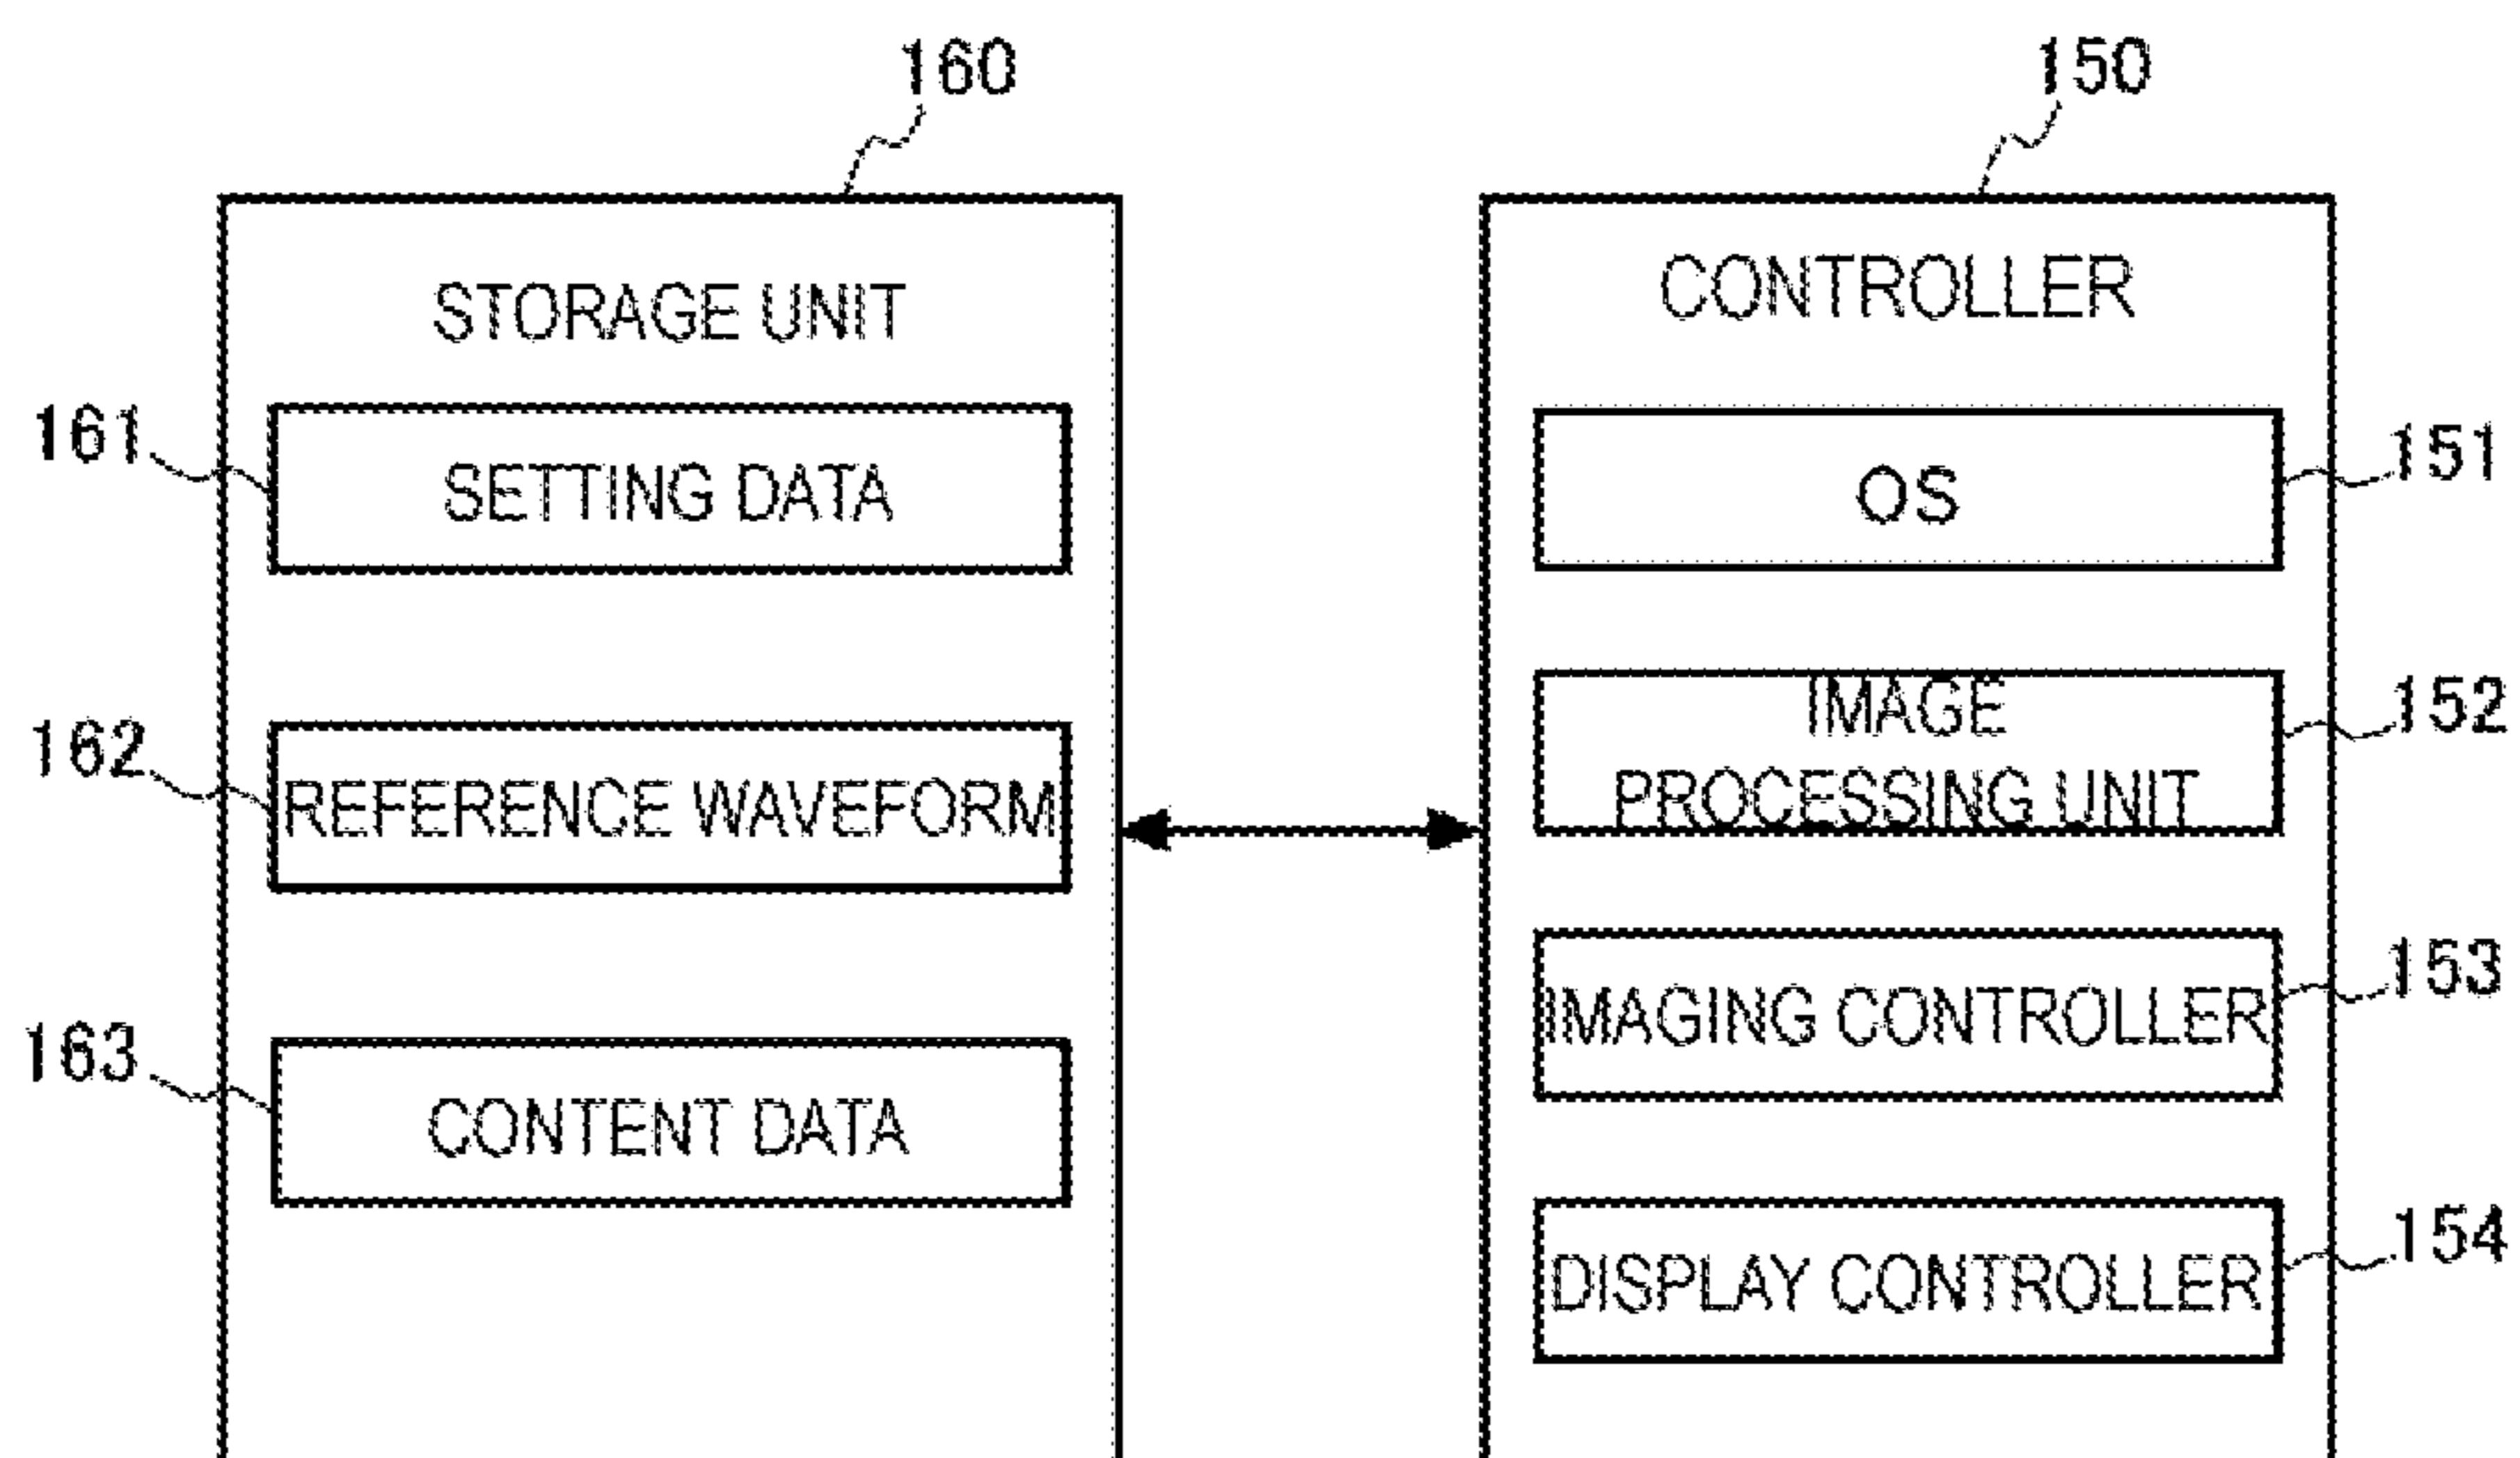 160
STORAGE UNIT
161
SETTING DATA
162
REFERENCE WAVEFORM
163
CONTENT DATA
150
CONTROLLER
OS
151
IMAGE
PROCESSING UNIT
152
IMAGING CONTROLLER
153
DISPLAY CONTROLLER
154